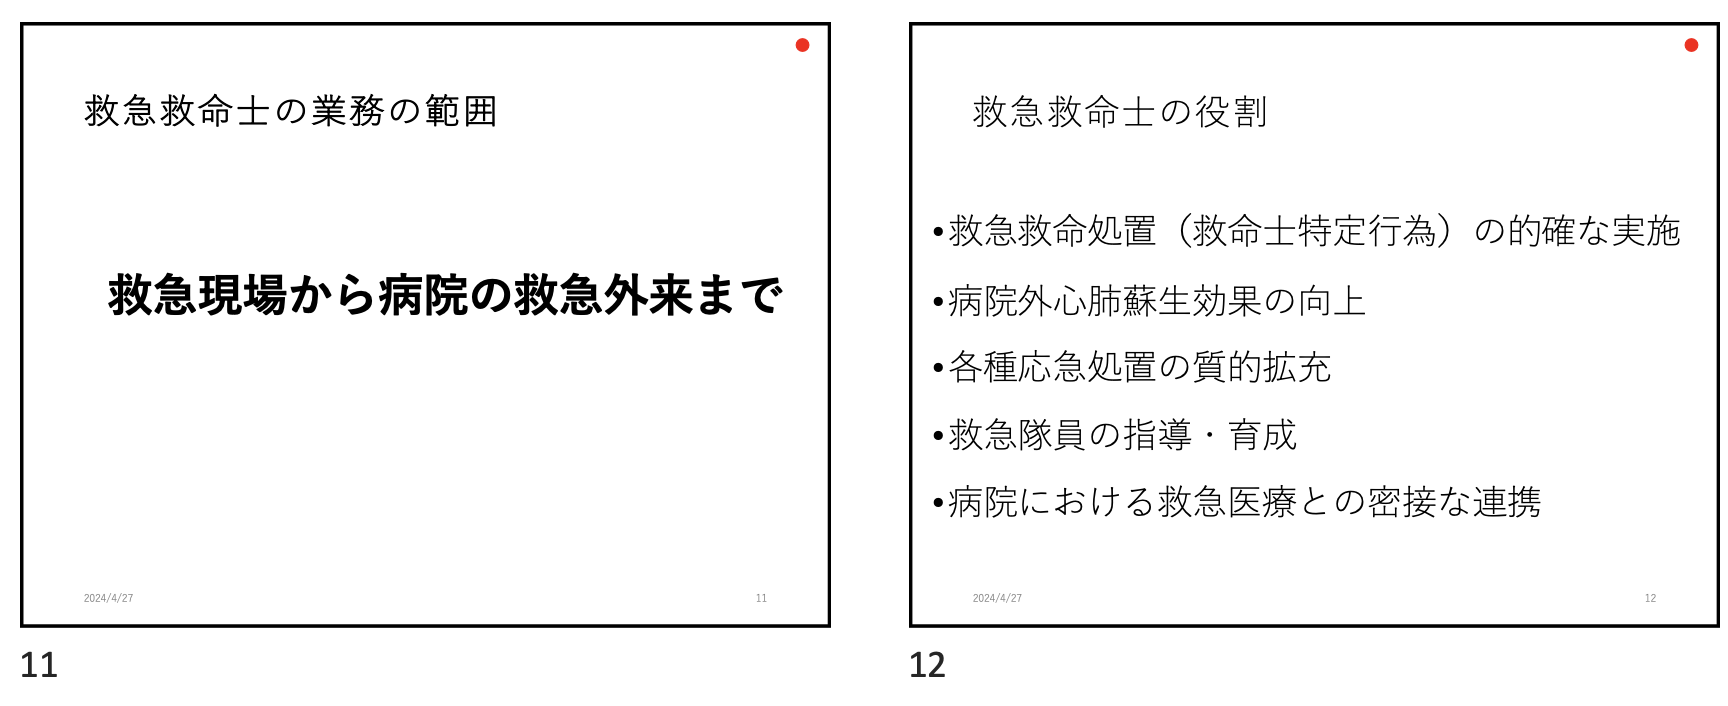 救急救命士の業務の範囲
救急現場から病院の救急外来まで
2024/4/27
11
11
救急救命士の役割
•救急救命処置（救命士特定行為）の的確な実施
•病院外心肺蘇生効果の向上
•各種応急処置の質的拡充
•救急隊員の指導・育成
•病院における救急医療との密接な連携
2024/4/27
12
12